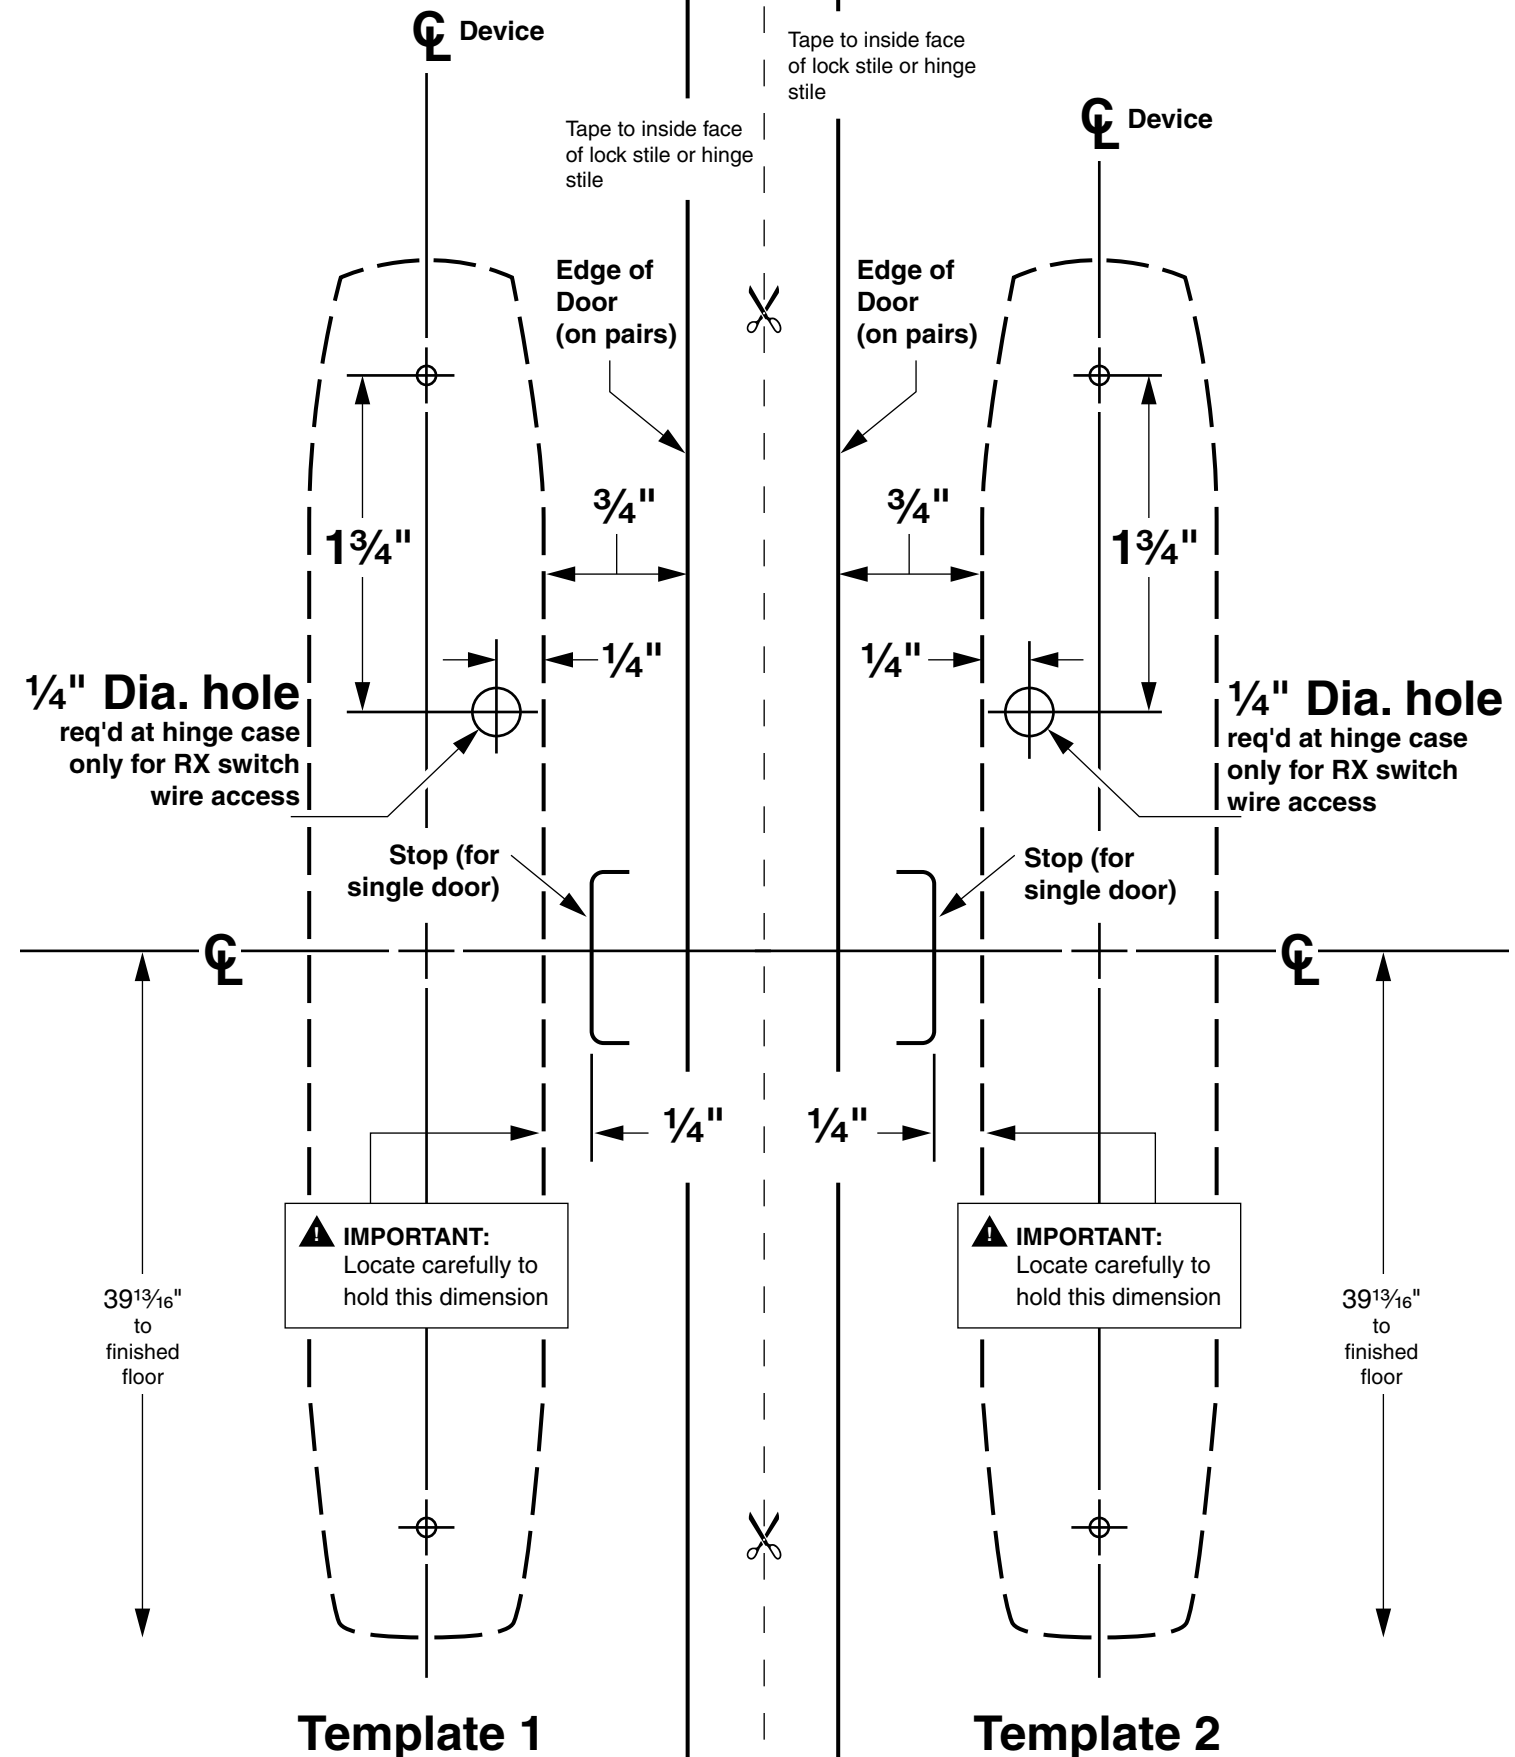 ℄ Device
Tape to inside face
of lock stile or hinge
stile
Tape to inside face
of lock stile or hinge
stile
℄ Device
Edge of
Door
(on pairs)
Edge of
Door
(on pairs)
¾"
¾"
1¾"
1¾"
¼"
¼"
¼" Dia. hole
req'd at hinge case
only for RX switch
wire access
¼" Dia. hole
req'd at hinge case
only for RX switch
wire access
Stop (for
single door)
Stop (for
single door)
℄
℄
¼"
¼"
! IMPORTANT:
Locate carefully to
hold this dimension
! IMPORTANT:
Locate carefully to
hold this dimension
39¹³⁄₁₆"
to
finished
floor
39¹³⁄₁₆"
to
finished
floor
Template 1
Template 2